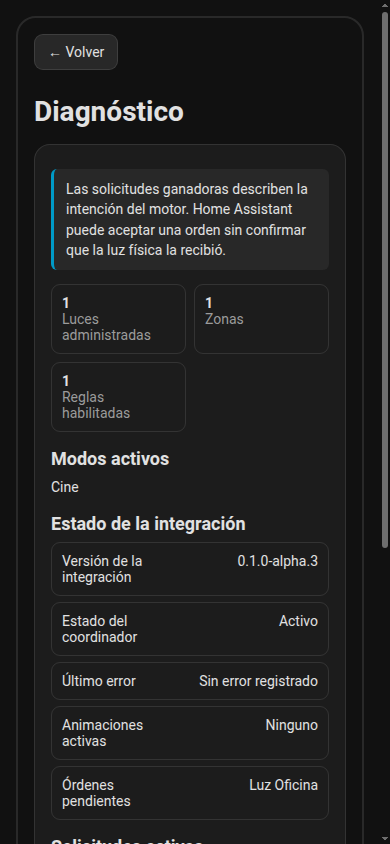 ← Volver
Diagnóstico
Las solicitudes ganadoras describen la
intención del motor. Home Assistant
puede aceptar una orden sin confirmar
que la luz física la recibió.
1
Luces
administradas
1
Zonas
1
Reglas
habilitadas
Modos activos
Cine
Estado de la integración
Versión de la
integración
0.1.0-alpha.3
Estado del
coordinador
Activo
Último error
Sin error registrado
Animaciones
activas
Ninguno
Órdenes
pendientes
Luz Oficina
Solicitudes activas